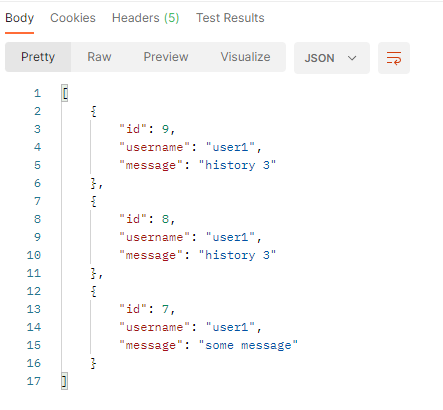 Body Cookies Headers (5) Test Results
Pretty Raw Preview Visualize JSON
1 [
2 {
3 "id": 9,
4 "username": "user1",
5 "message": "history 3"
6 },
7 {
8 "id": 8,
9 "username": "user1",
10 "message": "history 3"
11 },
12 {
13 "id": 7,
14 "username": "user1",
15 "message": "some message"
16 }
17 ]